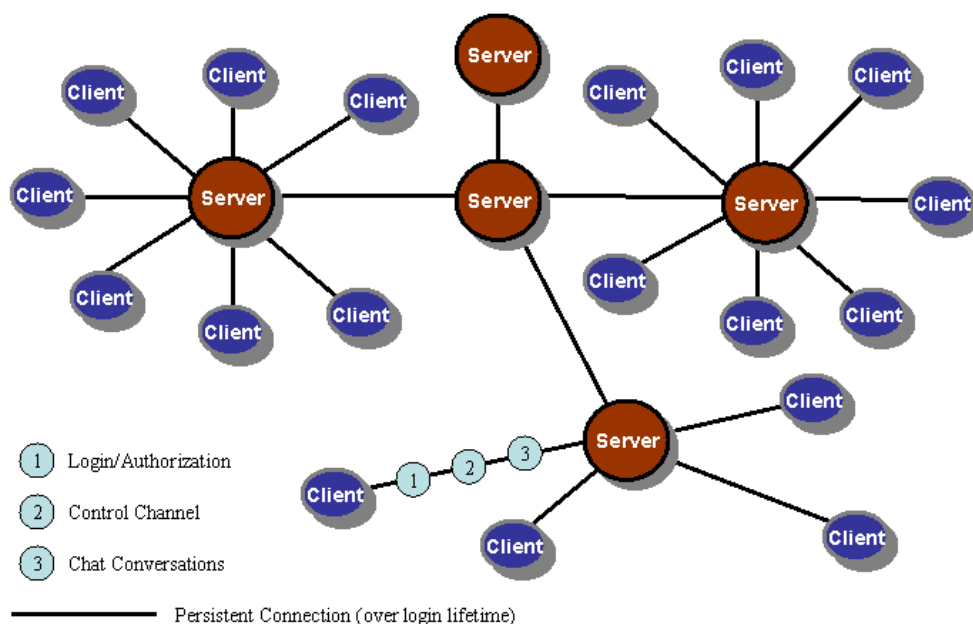 Server
Client
Client
Client
Client
Client
Client
Client
Server
Server
Server
Client
Client
Client
Client
Client
Client
Client
Client
Client
Server
1 Login/Authorization
3
2
1
Client
2 Control Channel
Client
Client
3 Chat Conversations
Persistent Connection (over login lifetime)